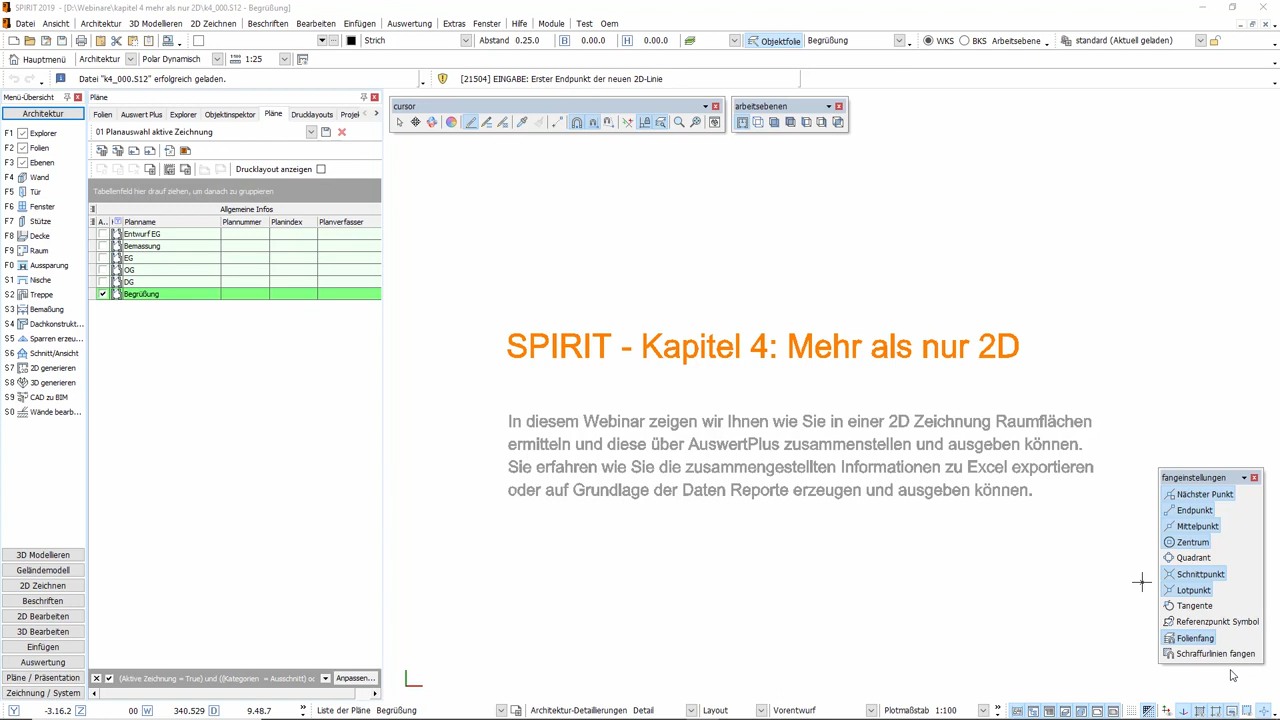 SPIRIT 2019 - [D:\Webinare\kapitel 4 mehr als nur 2D\k4_000.S12 - Begrüßung]
Datei Ansicht Architektur 3D Modellieren 2D Zeichnen Beschriften Bearbeiten Einfügen Auswertung Extras Fenster Hilfe Module Test Oem
Strich Abstand 0.25.0 B 0.00.0 H 0.00.0 Objektfolie Begrüßung WKS BKS Arbeitsebene standard (Aktuell geladen)
Hauptmenü Architektur Polar Dynamisch 1:25
Datei "k4_000.S12" erfolgreich geladen. [21504] EINGABE: Erster Endpunkt der neuen 2D-Linie
Menü-Übersicht
Architektur
F1 Explorer
F2 Folien
F3 Ebenen
F4 Wand
F5 Tür
F6 Fenster
F7 Stütze
F8 Decke
F9 Raum
F0 Aussparung
S1 Nische
S2 Treppe
S3 Bemaßung
S4 Dachkonstrukt...
S5 Sparren erzeu...
S6 Schnitt/Ansicht
S7 2D generieren
S8 3D generieren
S9 CAD zu BIM
S0 Wände bearb...
3D Modellieren
Geländemodell
2D Zeichnen
Beschriften
2D Bearbeiten
3D Bearbeiten
Einfügen
Auswertung
Pläne / Präsentation
Zeichnung / System
Pläne
Folien Auswert Plus Explorer Objektinspektor Pläne Drucklayouts Projel
01 Planauswahl aktive Zeichnung
Drucklayout anzeigen
Tabellenfeld hier drauf ziehen, um danach zu gruppieren
Allgemeine Infos
A... Planname Plannummer Planindex Planverfasser
Entwurf EG
Bemassung
EG
OG
DG
Begrüßung
(Aktive Zeichnung = True) und ((Kategorien = Ausschnitt) oc Anpassen...
cursor
arbeitsebenen
SPIRIT - Kapitel 4: Mehr als nur 2D
In diesem Webinar zeigen wir Ihnen wie Sie in einer 2D Zeichnung Raumflächen
ermitteln und diese über AuswertPlus zusammenstellen und ausgeben können.
Sie erfahren wie Sie die zusammengestellten Informationen zu Excel exportieren
oder auf Grundlage der Daten Reporte erzeugen und ausgeben können.
fangeinstellungen
Nächster Punkt
Endpunkt
Mittelpunkt
Zentrum
Quadrant
Schnittpunkt
Lotpunkt
Tangente
Referenzpunkt Symbol
Folienfang
Schraffurlinien fangen
Y -3.16.2 Z 00 W 340.529 D 9.48.7 Liste der Pläne Begrüßung Architektur-Detaillierungen Detail Layout Vorentwurf Plotmaßstab 1:100